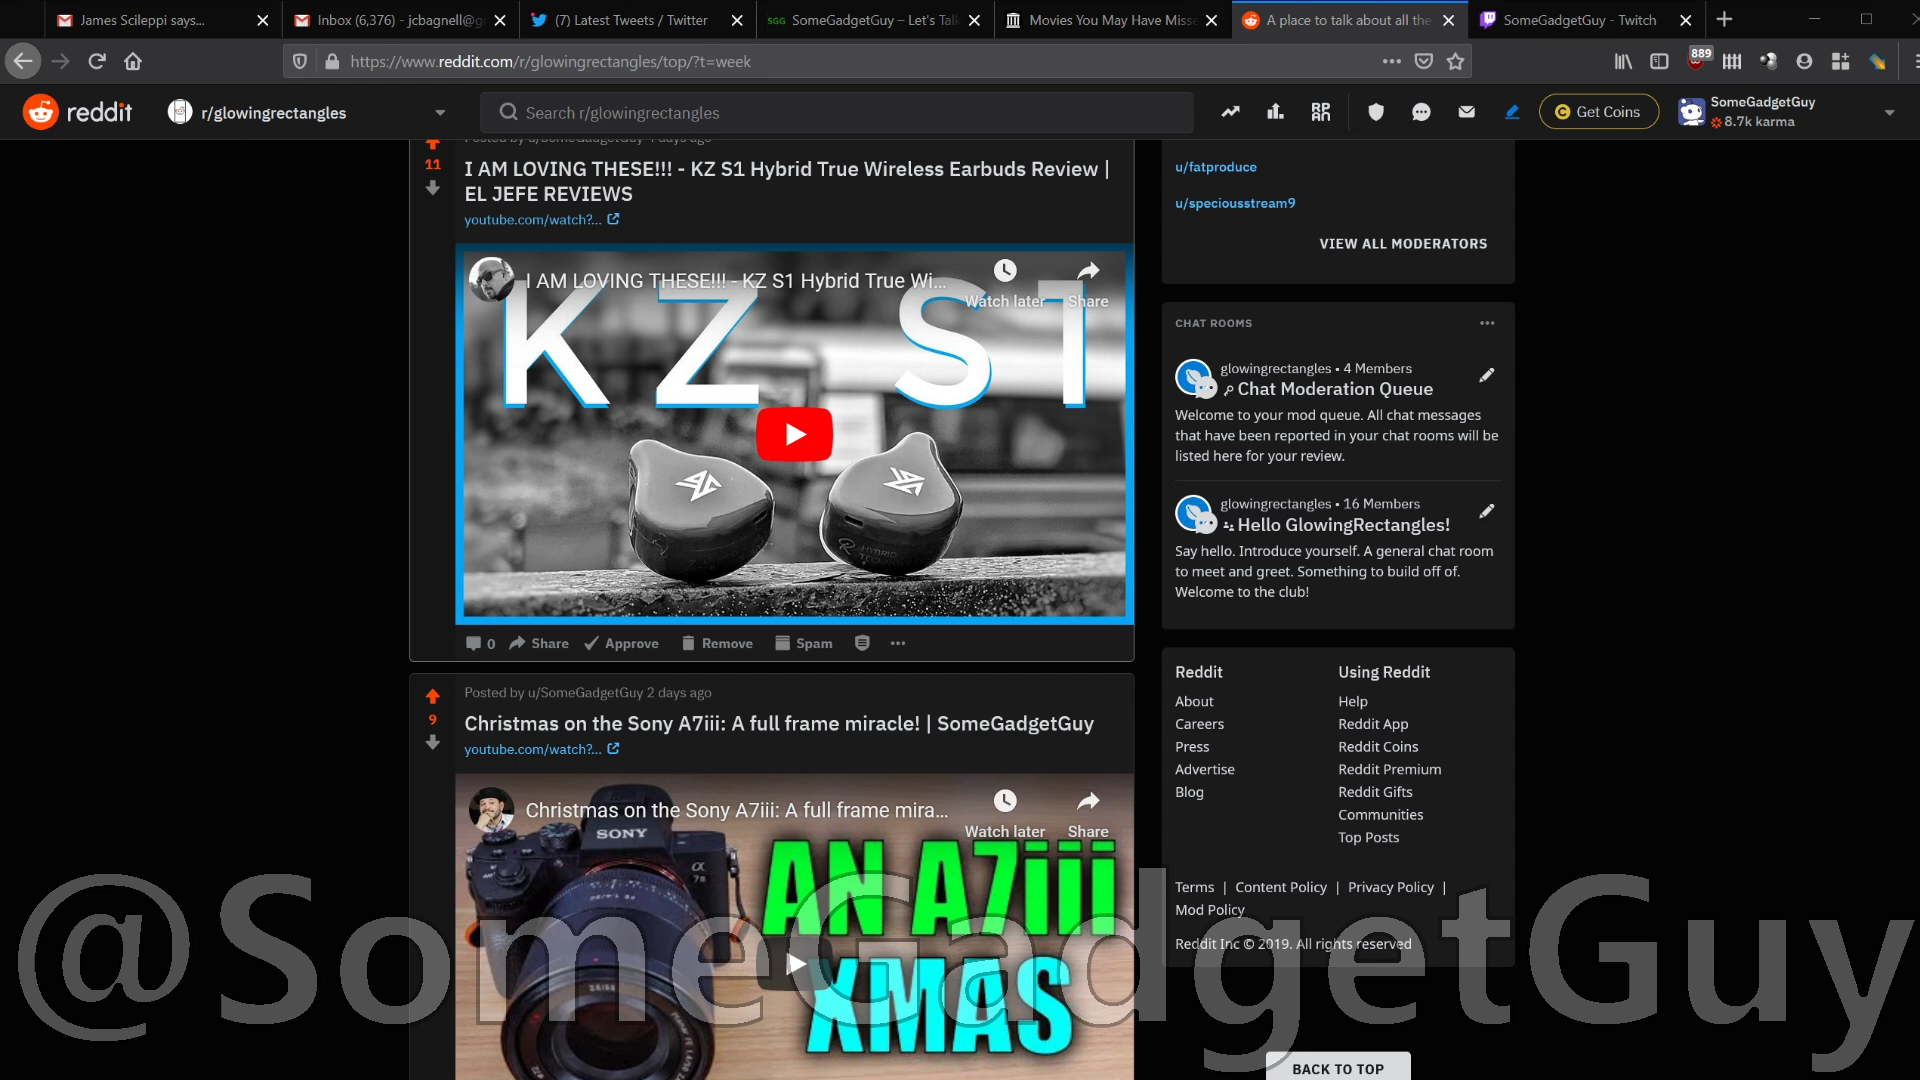 James Scileppi says...
Inbox (6,376) - jcbagnell@g
(7) Latest Tweets / Twitter
SGG SomeGadgetGuy – Let's Tal
Movies You May Have Misse
A place to talk about all the
SomeGadgetGuy - Twitch
https://www.reddit.com/r/glowingrectangles/top/?t=week
889
reddit
r/glowingrectangles
Search r/glowingrectangles
RPAN
Get Coins
SomeGadgetGuy
8.7k karma
Posted by u/SomeGadgetGuy 4 days ago
11
I AM LOVING THESE!!! - KZ S1 Hybrid True Wireless Earbuds Review |
EL JEFE REVIEWS
youtube.com/watch?...
I AM LOVING THESE!!! - KZ S1 Hybrid True Wi...
Watch later
Share
KZ S1
R HYBRID
0
Share
Approve
Remove
Spam
Posted by u/SomeGadgetGuy 2 days ago
9
Christmas on the Sony A7iii: A full frame miracle! | SomeGadgetGuy
youtube.com/watch?...
Christmas on the Sony A7iii: A full frame mira...
Watch later
Share
SONY
AN A7iii
XMAS
u/fatproduce
u/speciousstream9
VIEW ALL MODERATORS
CHAT ROOMS
glowingrectangles • 4 Members
Chat Moderation Queue
Welcome to your mod queue. All chat messages
that have been reported in your chat rooms will be
listed here for your review.
glowingrectangles • 16 Members
Hello GlowingRectangles!
Say hello. Introduce yourself. A general chat room
to meet and greet. Something to build off of.
Welcome to the club!
Reddit
About
Careers
Press
Advertise
Blog
Using Reddit
Help
Reddit App
Reddit Coins
Reddit Premium
Reddit Gifts
Communities
Top Posts
Terms | Content Policy | Privacy Policy |
Mod Policy
Reddit Inc © 2019. All rights reserved
@SomeGadgetGuy
BACK TO TOP